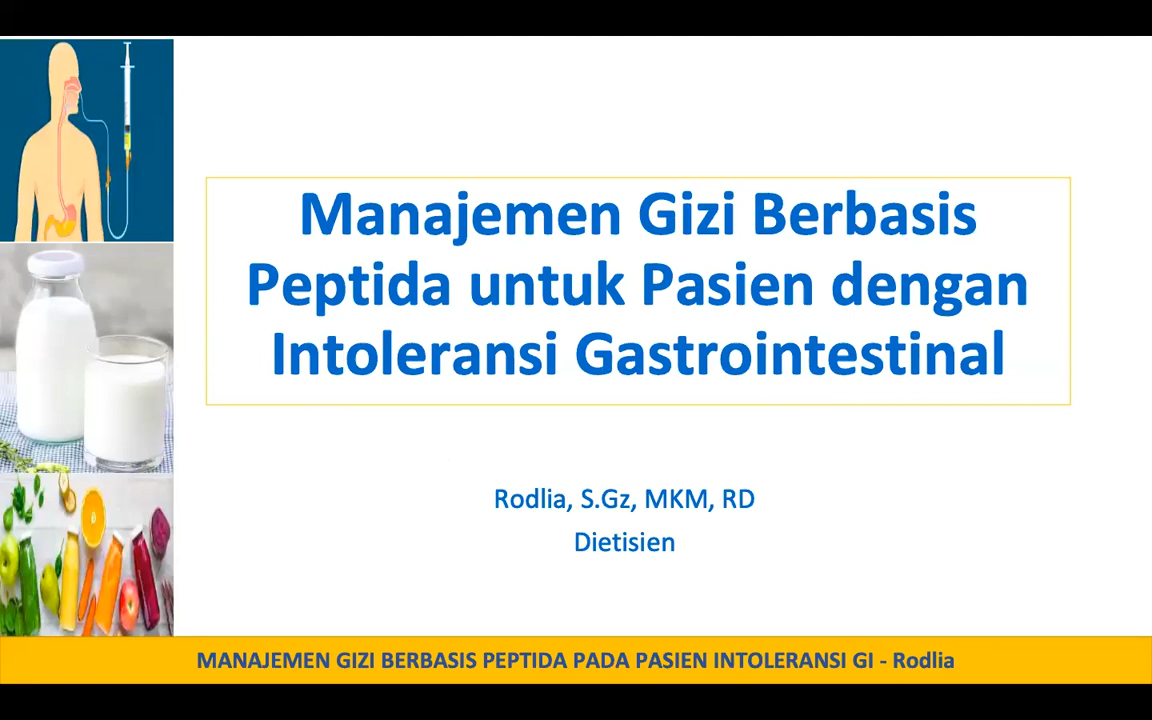 Manajemen Gizi Berbasis
Peptida untuk Pasien dengan
Intoleransi Gastrointestinal
Rodlia, S.Gz, MKM, RD
Dietisien
MANAJEMEN GIZI BERBASIS PEPTIDA PADA PASIEN INTOLERANSI GI - Rodlia